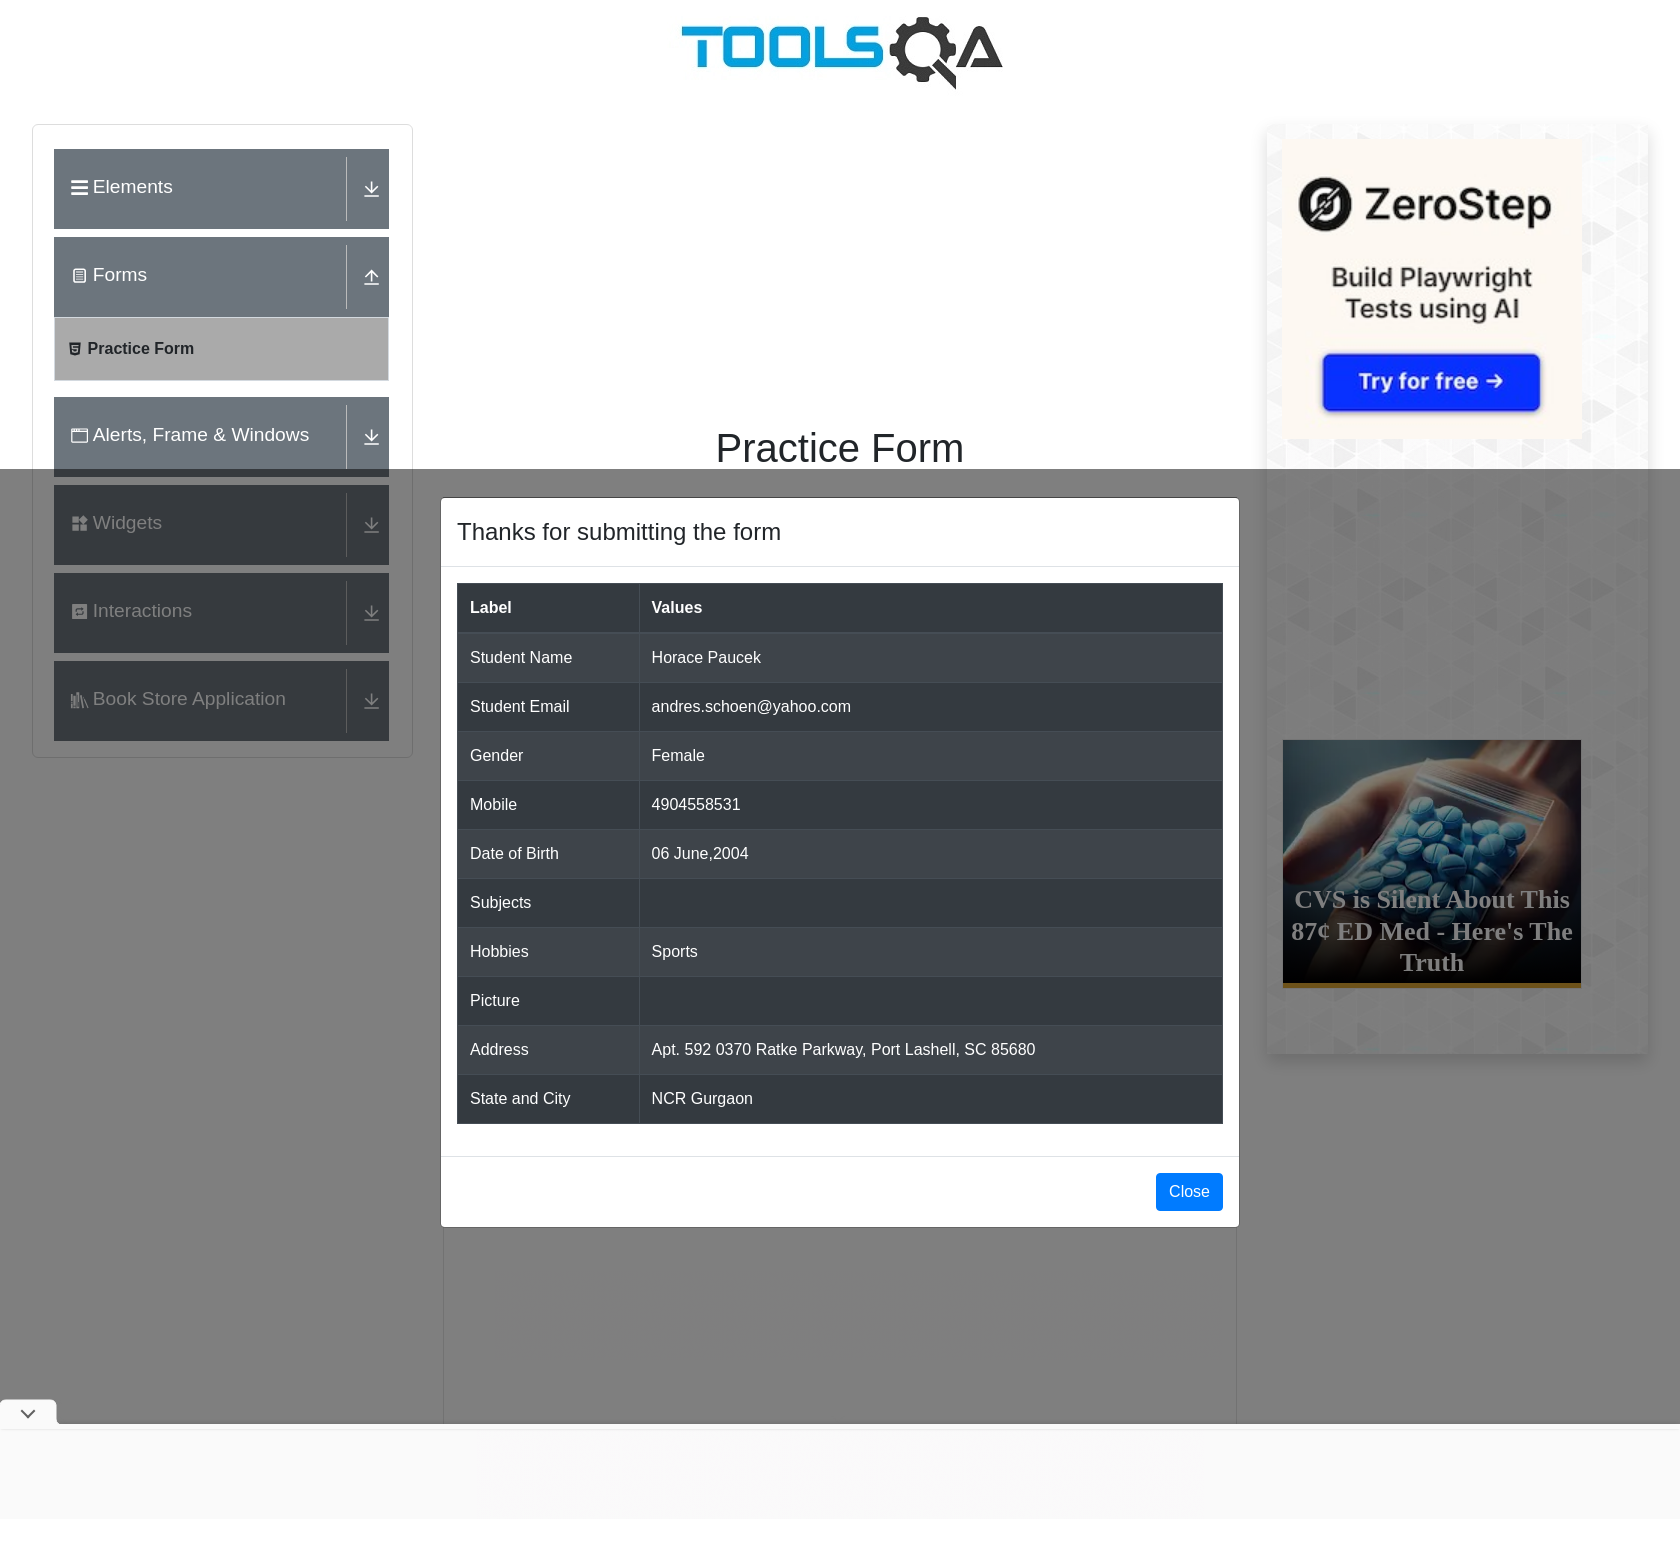 TOOLSQA
Elements
Forms
Practice Form
Alerts, Frame & Windows
Widgets
Interactions
Book Store Application
Practice Form
Thanks for submitting the form
Label Values
Student Name Horace Paucek
Student Email andres.schoen@yahoo.com
Gender Female
Mobile 4904558531
Date of Birth 06 June,2004
Subjects
Hobbies Sports
Picture
Address Apt. 592 0370 Ratke Parkway, Port Lashell, SC 85680
State and City NCR Gurgaon
Close
ZeroStep
Build Playwright
Tests using AI
Try for free →
CVS is Silent About This
87¢ ED Med - Here's The
Truth